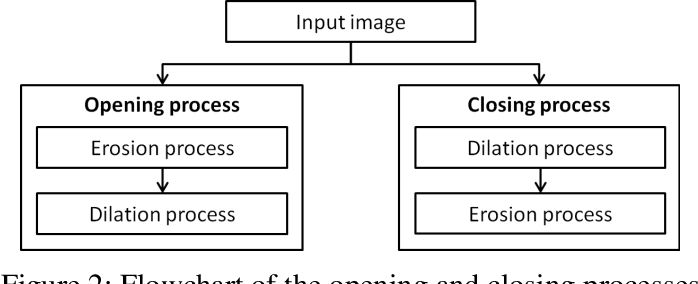 Input image
Opening process
Erosion process
Dilation process
Closing process
Dilation process
Erosion process
Figure 2: Flowchart of the opening and closing processes